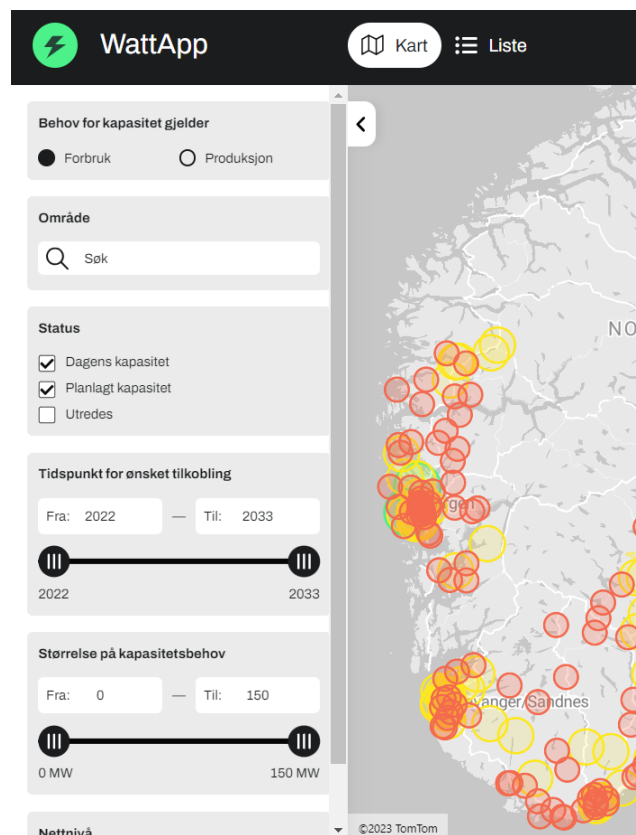 WattApp
Kart
Liste
Behov for kapasitet gjelder
Forbruk
Produksjon
Område
Søk
Status
Dagens kapasitet
Planlagt kapasitet
Utredes
Tidspunkt for ønsket tilkobling
Fra: 2022 — Til: 2033
2022 2033
Størrelse på kapasitetsbehov
Fra: 0 — Til: 150
0 MW 150 MW
Nettnivå
NO
rgen
vanger/Sandnes
©2023 TomTom